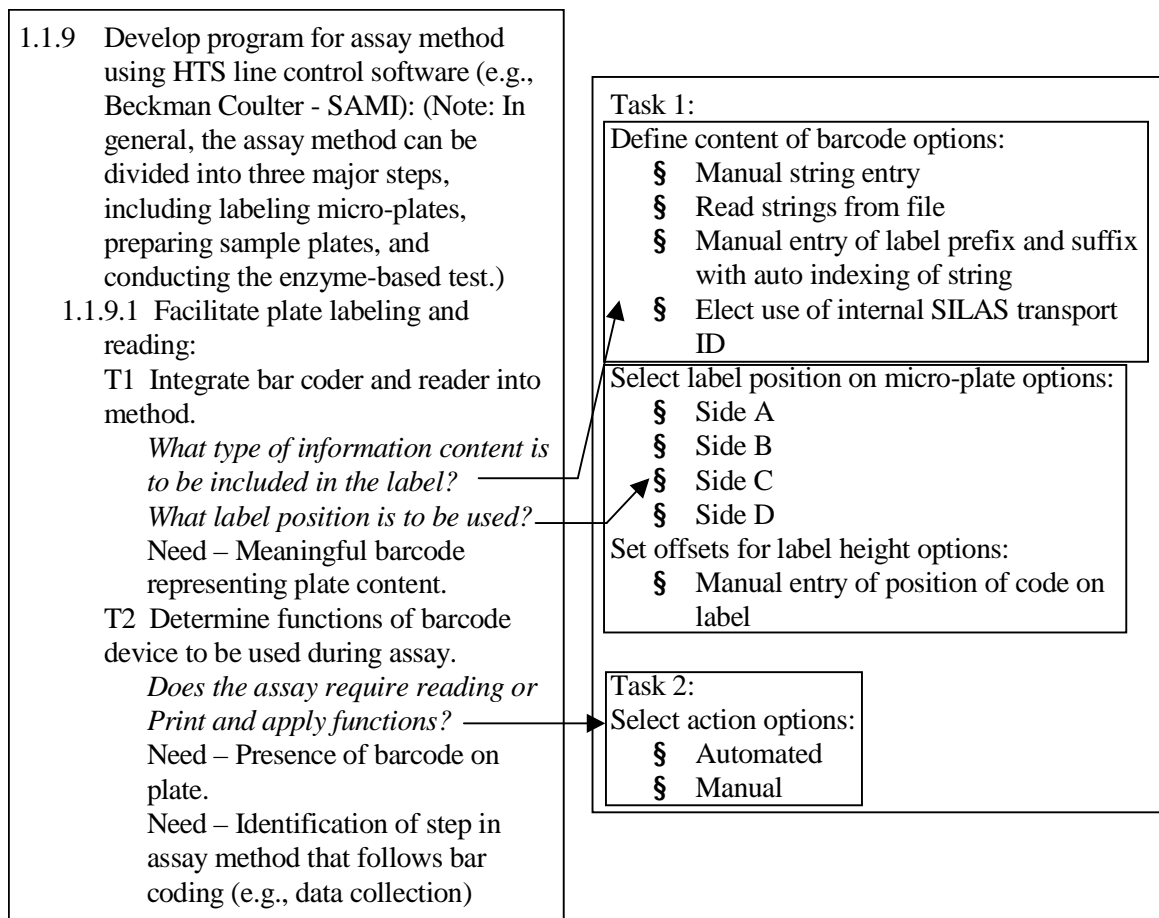 1.1.9 Develop program for assay method
using HTS line control software (e.g.,
Beckman Coulter - SAMI): (Note: In
general, the assay method can be
divided into three major steps,
including labeling micro-plates,
preparing sample plates, and
conducting the enzyme-based test.)
1.1.9.1 Facilitate plate labeling and
reading:
T1 Integrate bar coder and reader into
method.
What type of information content is
to be included in the label?
What label position is to be used?
Need – Meaningful barcode
representing plate content.
T2 Determine functions of barcode
device to be used during assay.
Does the assay require reading or
Print and apply functions?
Need – Presence of barcode on
plate.
Need – Identification of step in
assay method that follows bar
coding (e.g., data collection)
Task 1:
Define content of barcode options:
§ Manual string entry
§ Read strings from file
§ Manual entry of label prefix and suffix
with auto indexing of string
§ Elect use of internal SILAS transport
ID
Select label position on micro-plate options:
§ Side A
§ Side B
§ Side C
§ Side D
Set offsets for label height options:
§ Manual entry of position of code on
label
Task 2:
Select action options:
§ Automated
§ Manual